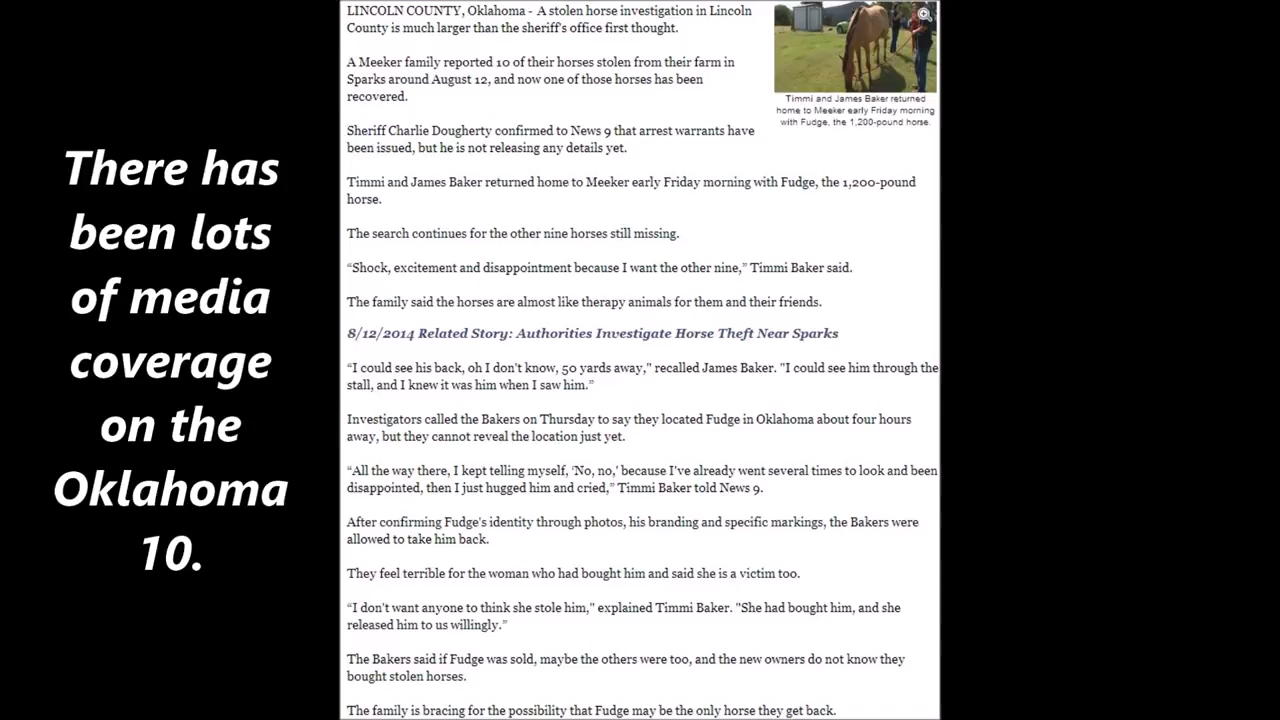 There has
been lots
of media
coverage
on the
Oklahoma
10.
LINCOLN COUNTY, Oklahoma - A stolen horse investigation in Lincoln
County is much larger than the sheriff's office first thought.
A Meeker family reported 10 of their horses stolen from their farm in
Sparks around August 12, and now one of those horses has been
recovered.
Timmi and James Baker returned
home to Meeker early Friday morning
with Fudge, the 1,200-pound horse.
Sheriff Charlie Dougherty confirmed to News 9 that arrest warrants have
been issued, but he is not releasing any details yet.
Timmi and James Baker returned home to Meeker early Friday morning with Fudge, the 1,200-pound
horse.
The search continues for the other nine horses still missing.
“Shock, excitement and disappointment because I want the other nine,” Timmi Baker said.
The family said the horses are almost like therapy animals for them and their friends.
8/12/2014 Related Story: Authorities Investigate Horse Theft Near Sparks
“I could see his back, oh I don't know, 50 yards away," recalled James Baker. "I could see him through the
stall, and I knew it was him when I saw him.”
Investigators called the Bakers on Thursday to say they located Fudge in Oklahoma about four hours
away, but they cannot reveal the location just yet.
“All the way there, I kept telling myself, ‘No, no,’ because I've already went several times to look and been
disappointed, then I just hugged him and cried,” Timmi Baker told News 9.
After confirming Fudge's identity through photos, his branding and specific markings, the Bakers were
allowed to take him back.
They feel terrible for the woman who had bought him and said she is a victim too.
“I don't want anyone to think she stole him," explained Timmi Baker. "She had bought him, and she
released him to us willingly.”
The Bakers said if Fudge was sold, maybe the others were too, and the new owners do not know they
bought stolen horses.
The family is bracing for the possibility that Fudge may be the only horse they get back.